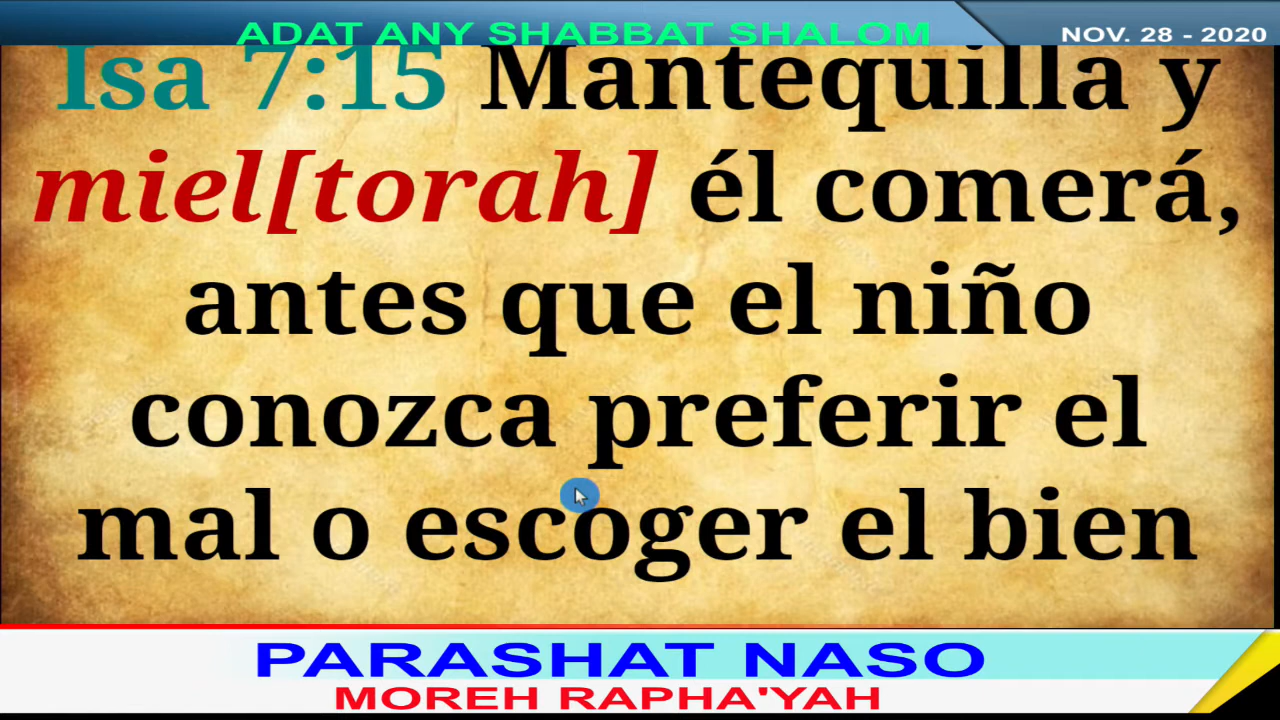 ADAT ANY SHABBAT SHALOM
NOV. 28 - 2020
Isa 7:15 Mantequilla y
miel[torah] él comerá,
antes que el niño
conozca preferir el
mal o escoger el bien
PARASHAT NASO
MOREH RAPHA'YAH